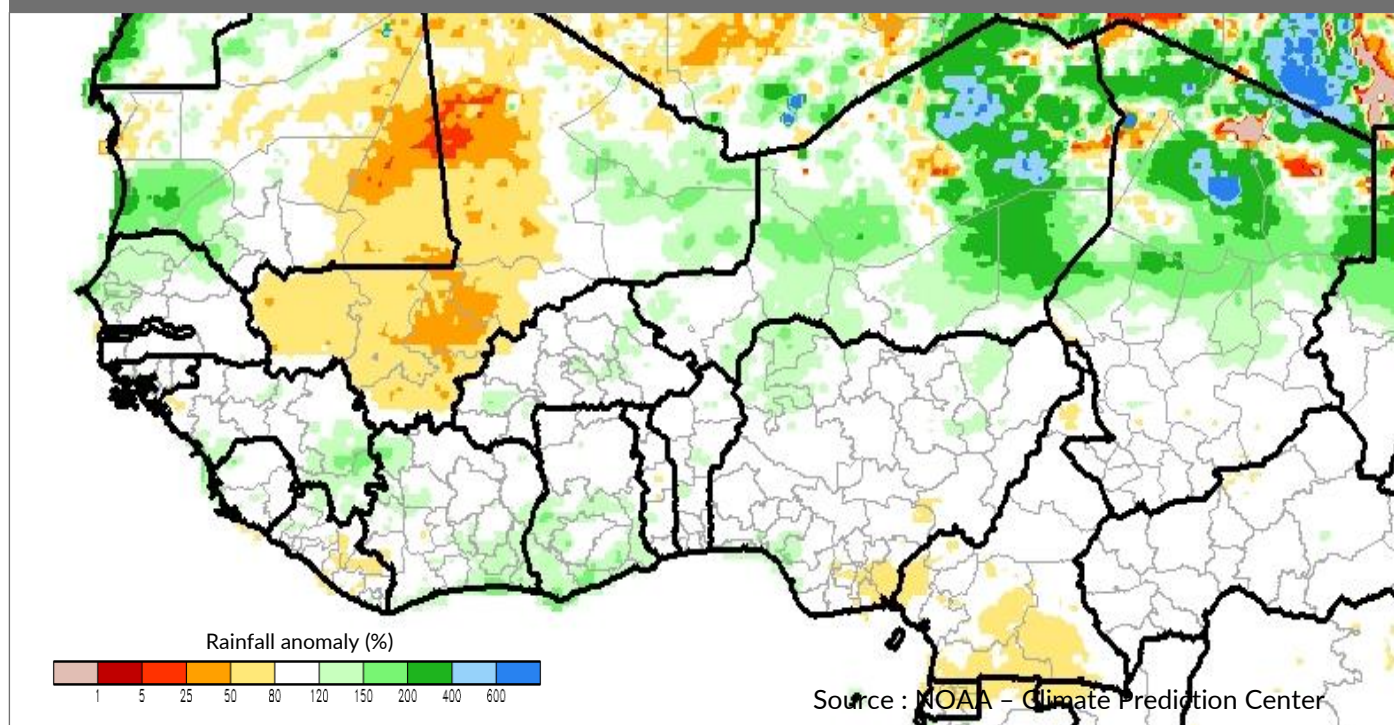 Rainfall anomaly (%)
1 5 25 50 80 120 150 200 400 600
Source : NOAA – Climate Prediction Center